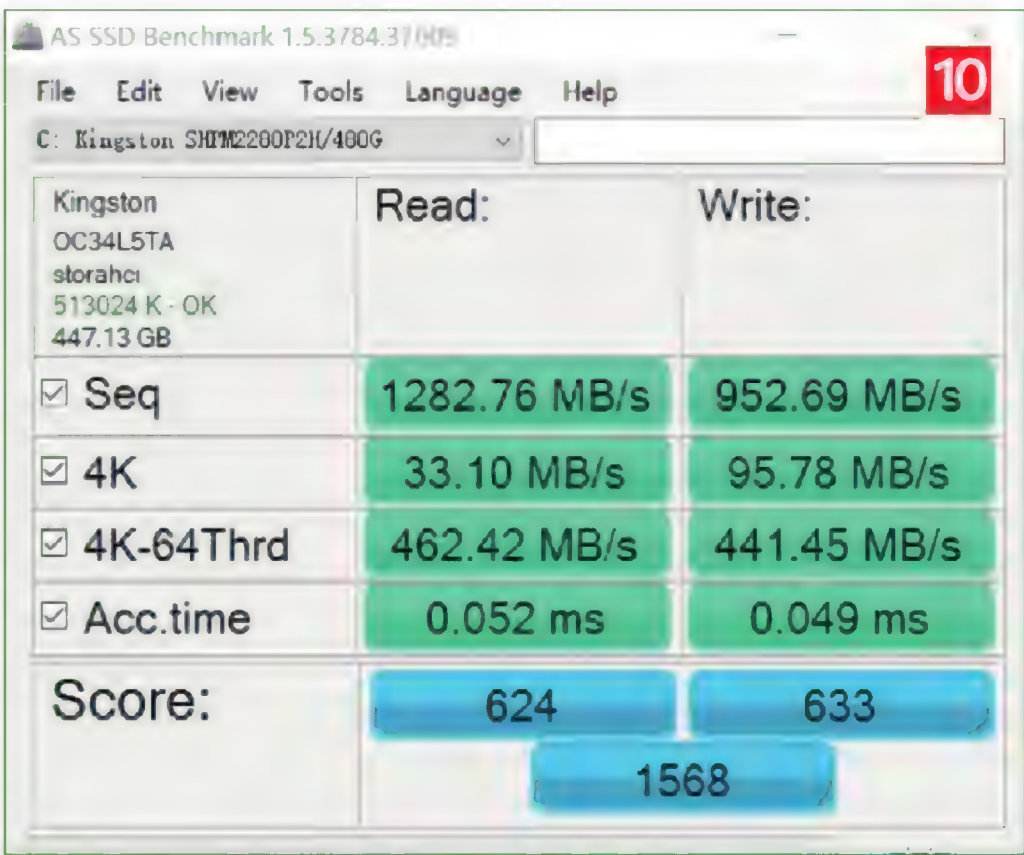 AS SSD Benchmark 1.5.3784.37609
10
File Edit View Tools Language Help
C: Kingston SHPM2280P2H/480G
Kingston
OC34L5TA
storahci
513024 K - OK
447.13 GB
Read: Write:
Seq 1282.76 MB/s 952.69 MB/s
4K 33.10 MB/s 95.78 MB/s
4K-64Thrd 462.42 MB/s 441.45 MB/s
Acc.time 0.052 ms 0.049 ms
Score: 624 633
1568